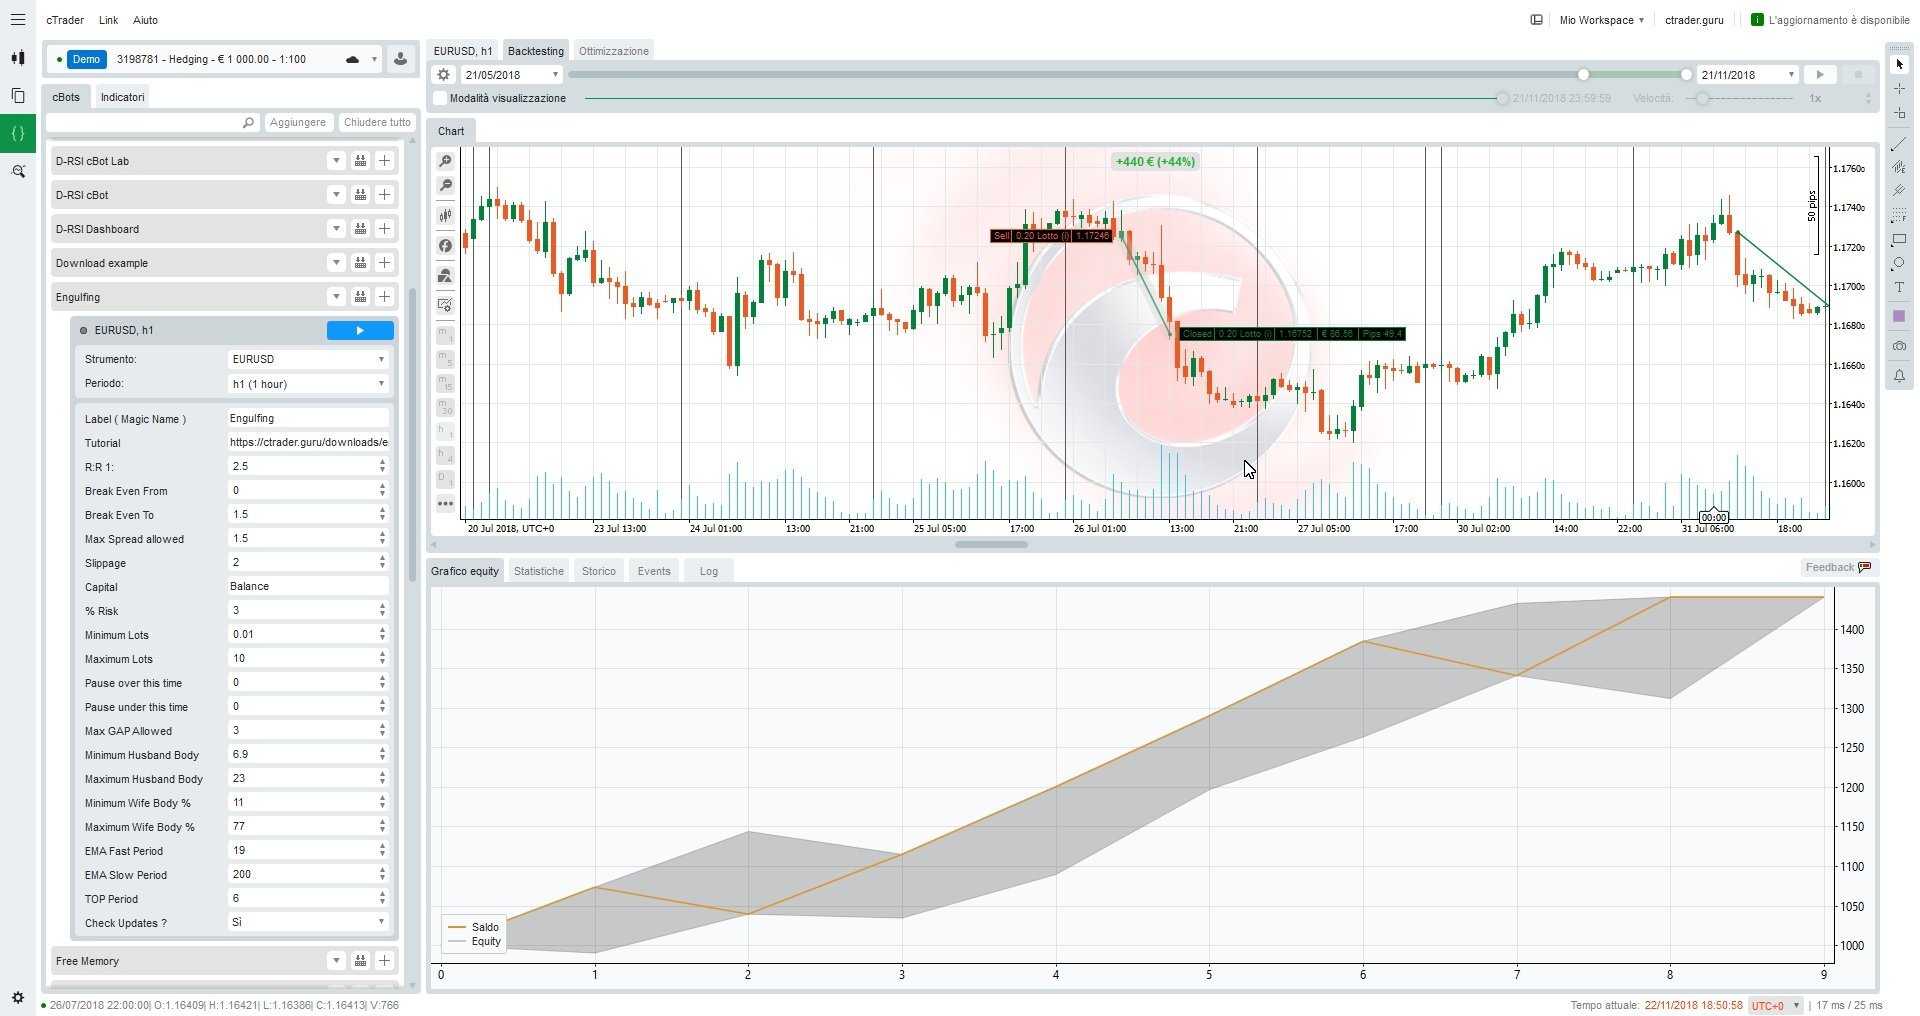 cTrader Link Aiuto
Mio Workspace ctrader.guru L'aggiornamento è disponibile
Demo 3198781 - Hedging - € 1 000.00 - 1:100
cBots Indicatori
Aggiungere Chiudere tutto
D-RSI cBot Lab
D-RSI cBot
D-RSI Dashboard
Download example
Engulfing
EURUSD, h1
Strumento: EURUSD
Periodo: h1 (1 hour)
Label ( Magic Name ) Engulfing
Tutorial https://ctrader.guru/downloads/e
R:R 1: 2.5
Break Even From 0
Break Even To 1.5
Max Spread allowed 1.5
Slippage 2
Capital Balance
% Risk 3
Minimum Lots 0.01
Maximum Lots 10
Pause over this time 0
Pause under this time 0
Max GAP Allowed 3
Minimum Husband Body 6.9
Maximum Husband Body 23
Minimum Wife Body % 11
Maximum Wife Body % 77
EMA Fast Period 19
EMA Slow Period 200
TOP Period 6
Check Updates ? Sì
Free Memory
EURUSD, h1 Backtesting Ottimizzazione
21/05/2018 21/11/2018
Modalità visualizzazione 21/11/2018 23:59:59 Velocità: 1x
Chart
+440 € (+44%)
50 pips
Sell 0.20 Lotto (i) 1.17246
Closed 0.20 Lotto (i) 1.16752 € 86.56 Pips 49.4
1.17600
1.17400
1.17200
1.17000
1.16800
1.16600
1.16400
1.16200
1.16000
m 1
m 5
m 15
m 30
h 1
h 4
D 1
00:00
20 Jul 2018, UTC+0 23 Jul 13:00 24 Jul 01:00 13:00 21:00 25 Jul 05:00 17:00 26 Jul 01:00 13:00 21:00 27 Jul 05:00 17:00 30 Jul 02:00 14:00 22:00 31 Jul 06:00 18:00
Grafico equity Statistiche Storico Events Log Feedback
1400
1350
1300
1250
1200
1150
1100
1050
1000
Saldo
Equity
0 1 2 3 4 5 6 7 8 9
26/07/2018 22:00:00| O:1.16409| H:1.16421| L:1.16386| C:1.16413| V:766
Tempo attuale: 22/11/2018 18:50:58 UTC+0 | 17 ms / 25 ms